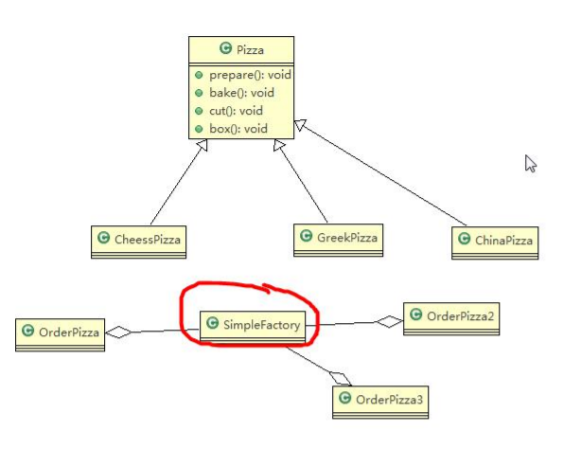 Pizza
prepare(): void
bake(): void
cut(): void
box(): void
CheessPizza
GreekPizza
ChinaPizza
OrderPizza
SimpleFactory
OrderPizza2
OrderPizza3